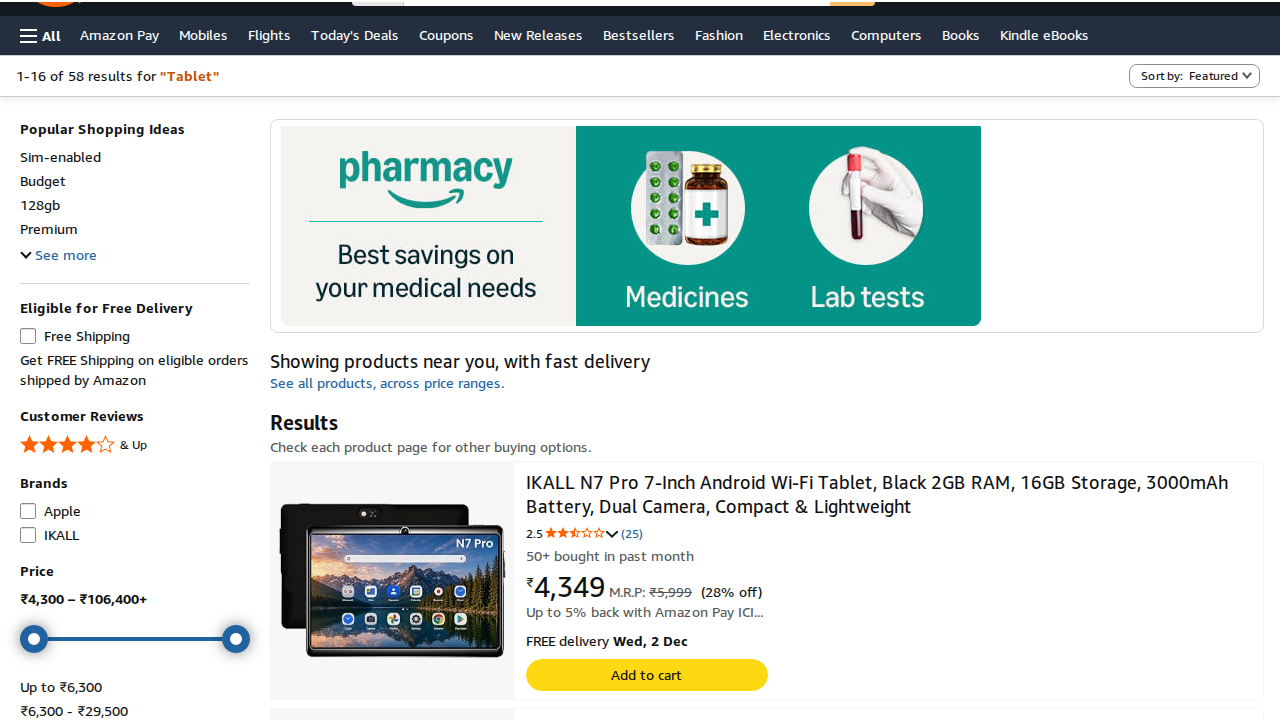 All Amazon Pay Mobiles Flights Today's Deals Coupons New Releases Bestsellers Fashion Electronics Computers Books Kindle eBooks
1-16 of 58 results for "Tablet"
Sort by: Featured
Popular Shopping Ideas
Sim-enabled
Budget
128gb
Premium
See more
Eligible for Free Delivery
Free Shipping
Get FREE Shipping on eligible orders
shipped by Amazon
Customer Reviews
& Up
Brands
Apple
IKALL
Price
₹4,300 – ₹106,400+
Up to ₹6,300
₹6,300 - ₹29,500
pharmacy
Best savings on
your medical needs
Medicines
Lab tests
Showing products near you, with fast delivery
See all products, across price ranges.
Results
Check each product page for other buying options.
N7 Pro
IKALL N7 Pro 7-Inch Android Wi-Fi Tablet, Black 2GB RAM, 16GB Storage, 3000mAh
Battery, Dual Camera, Compact & Lightweight
2.5 (25)
50+ bought in past month
₹4,349 M.R.P: ₹5,999 (28% off)
Up to 5% back with Amazon Pay ICI...
FREE delivery Wed, 2 Dec
Add to cart